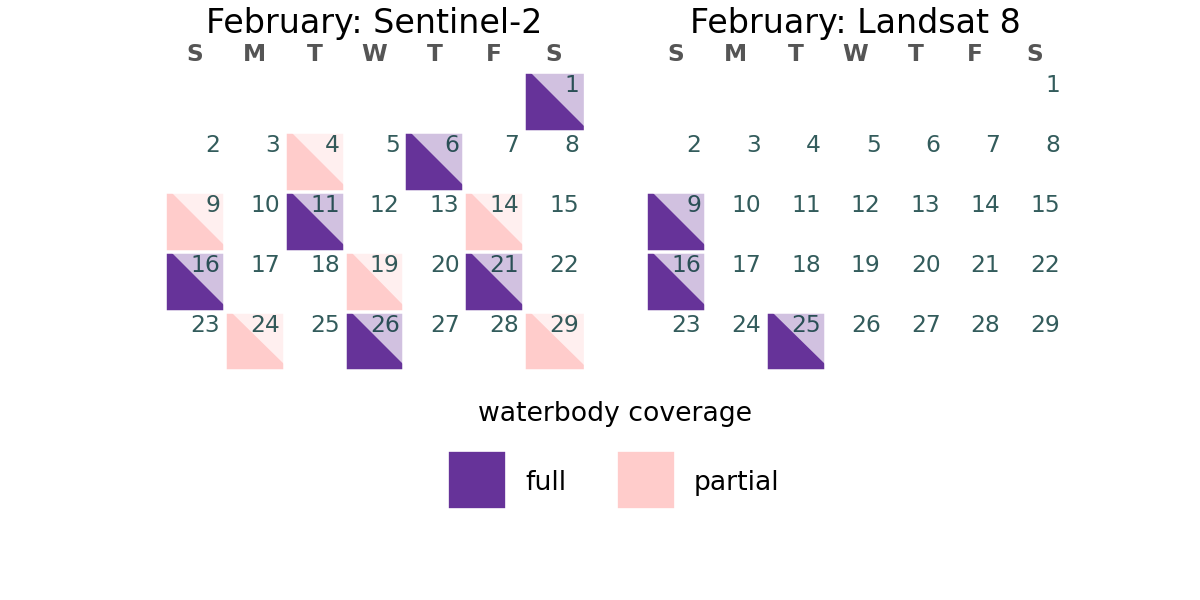 February: Sentinel-2
S M T W T F S
1
2 3 4 5 6 7 8
9 10 11 12 13 14 15
16 17 18 19 20 21 22
23 24 25 26 27 28 29
February: Landsat 8
S M T W T F S
1
2 3 4 5 6 7 8
9 10 11 12 13 14 15
16 17 18 19 20 21 22
23 24 25 26 27 28 29
waterbody coverage
full partial